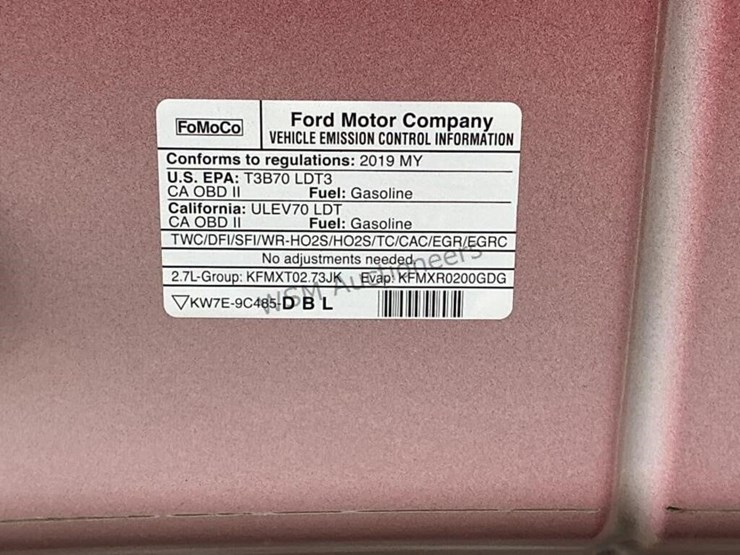 FoMoCo
Ford Motor Company
VEHICLE EMISSION CONTROL INFORMATION
Conforms to regulations: 2019 MY
U.S. EPA: T3B70 LDT3
CA OBD II Fuel: Gasoline
California: ULEV70 LDT
CA OBD II Fuel: Gasoline
TWC/DFI/SFI/WR-HO2S/HO2S/TC/CAC/EGR/EGRC
No adjustments needed.
2.7L-Group: KFMXT02.73JK Evap: KFMXR0200GDG
KW7E-9C485-D B L
WSM Auctioneers